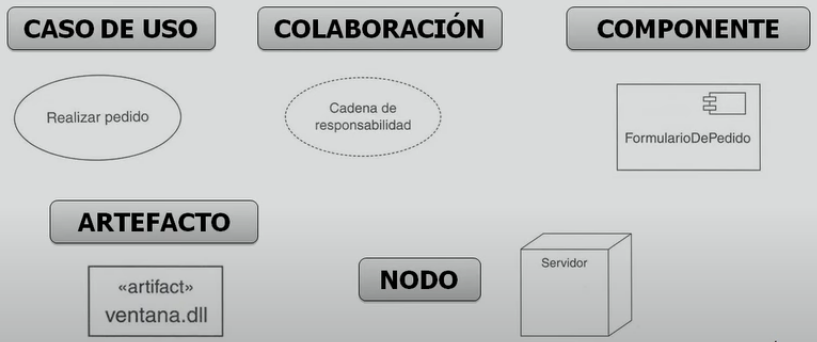 CASO DE USO
COLABORACIÓN
COMPONENTE
Realizar pedido
Cadena de
responsabilidad
FormularioDePedido
ARTEFACTO
NODO
«artifact»
ventana.dll
Servidor